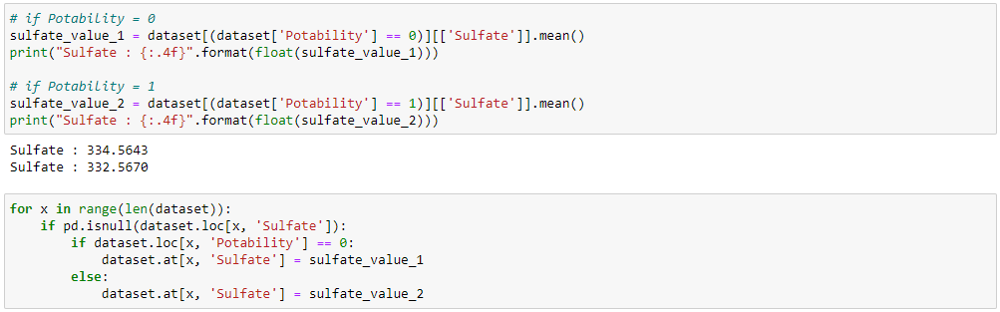 # if Potability = 0
sulfate_value_1 = dataset[(dataset['Potability'] == 0)][['Sulfate']].mean()
print("Sulfate : {:.4f}".format(float(sulfate_value_1)))

# if Potability = 1
sulfate_value_2 = dataset[(dataset['Potability'] == 1)][['Sulfate']].mean()
print("Sulfate : {:.4f}".format(float(sulfate_value_2)))

Sulfate : 334.5643
Sulfate : 332.5670

for x in range(len(dataset)):
    if pd.isnull(dataset.loc[x, 'Sulfate']):
        if dataset.loc[x, 'Potability'] == 0:
            dataset.at[x, 'Sulfate'] = sulfate_value_1
        else:
            dataset.at[x, 'Sulfate'] = sulfate_value_2